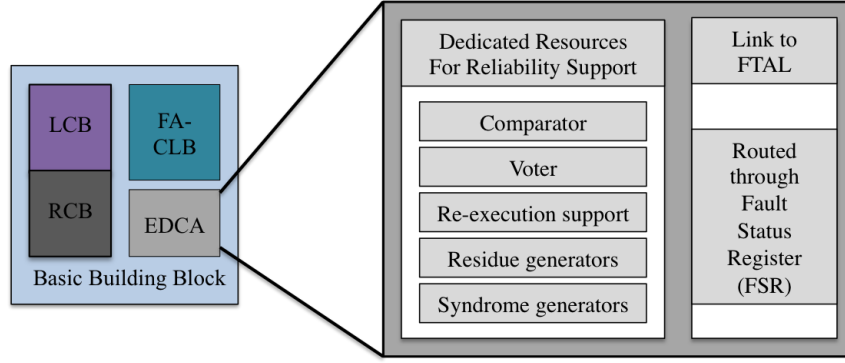 LCB
FA-
CLB
RCB
EDCA
Basic Building Block
Dedicated Resources
For Reliability Support
Comparator
Voter
Re-execution support
Residue generators
Syndrome generators
Link to
FTAL
Routed
through
Fault
Status
Register
(FSR)